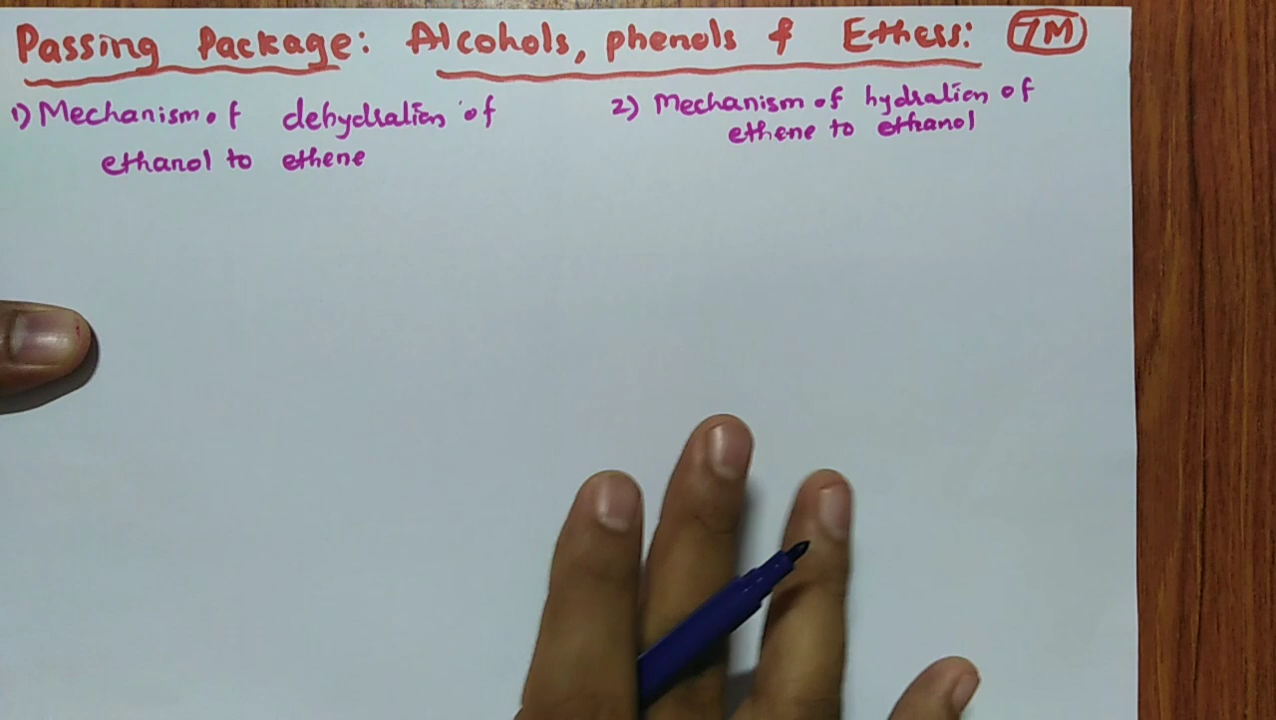 Passing Package: Alcohols, phenols & Ethers: 7M
1) Mechanism of dehydration of
ethanol to ethene
2) Mechanism of hydration of
ethene to ethanol